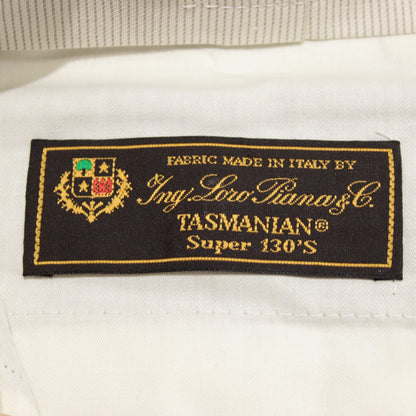 FABRIC MADE IN ITALY BY
Ing. Loro Piana & C.
TASMANIAN®
Super 130'S